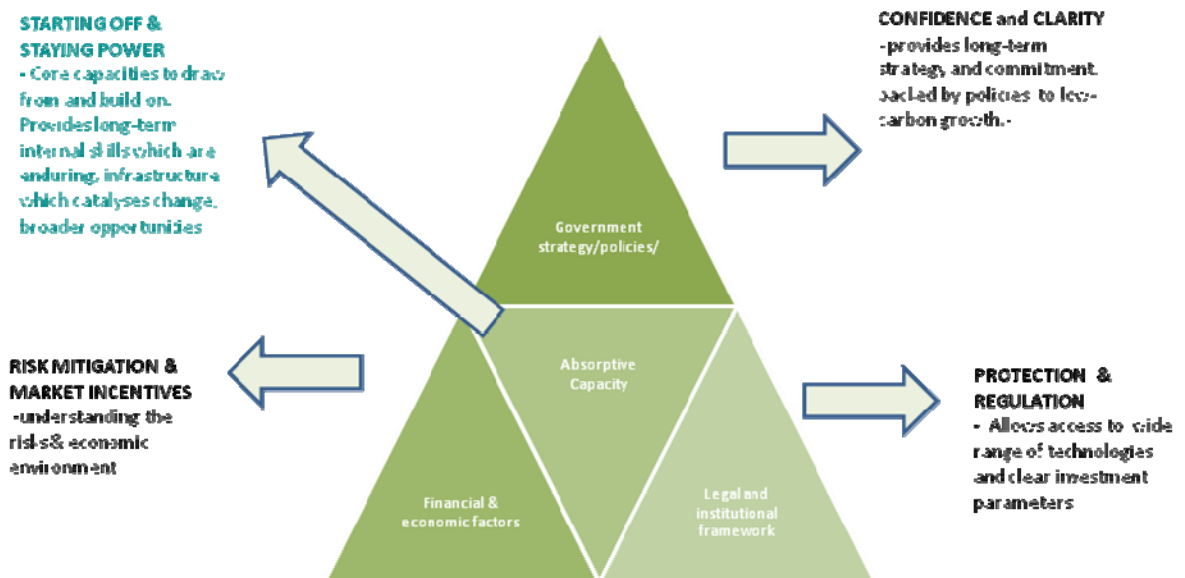 STARTING OFF &
STAYING POWER
- Core capacities to draw
from and build on.
Provides long-term
internal skills which are
enduring, infrastructure
which catalyses change,
broader opportunities
CONFIDENCE and CLARITY
-provides long-term
strategy and commitment,
backed by policies to low-
carbon growth.-
Government
strategy/policies/
Absorptive
Capacity
RISK MITIGATION &
MARKET INCENTIVES
-understanding the
risks & economic
environment
PROTECTION &
REGULATION
- Allows access to wide
range of technologies
and clear investment
parameters
Financial &
economic factors
Legal and
institutional
framework